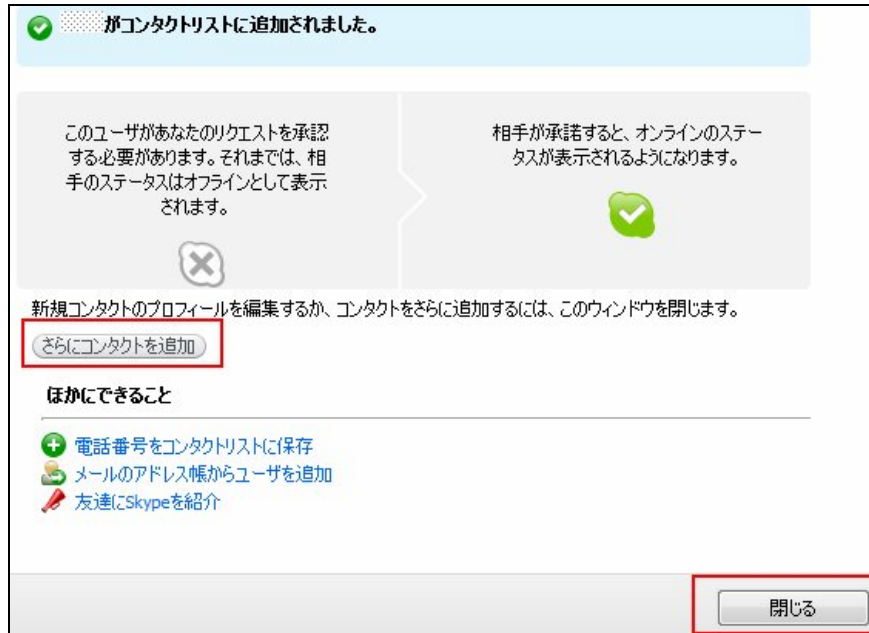 がコンタクトリストに追加されました。
このユーザがあなたのリクエストを承認
する必要があります。それまでは、相
手のステータスはオフラインとして表示
されます。
相手が承諾すると、オンラインのステー
タスが表示されるようになります。
新規コンタクトのプロフィールを編集するか、コンタクトをさらに追加するには、このウィンドウを閉じます。
さらにコンタクトを追加
ほかにできること
電話番号をコンタクトリストに保存
メールのアドレス帳からユーザを追加
友達にSkypeを紹介
閉じる